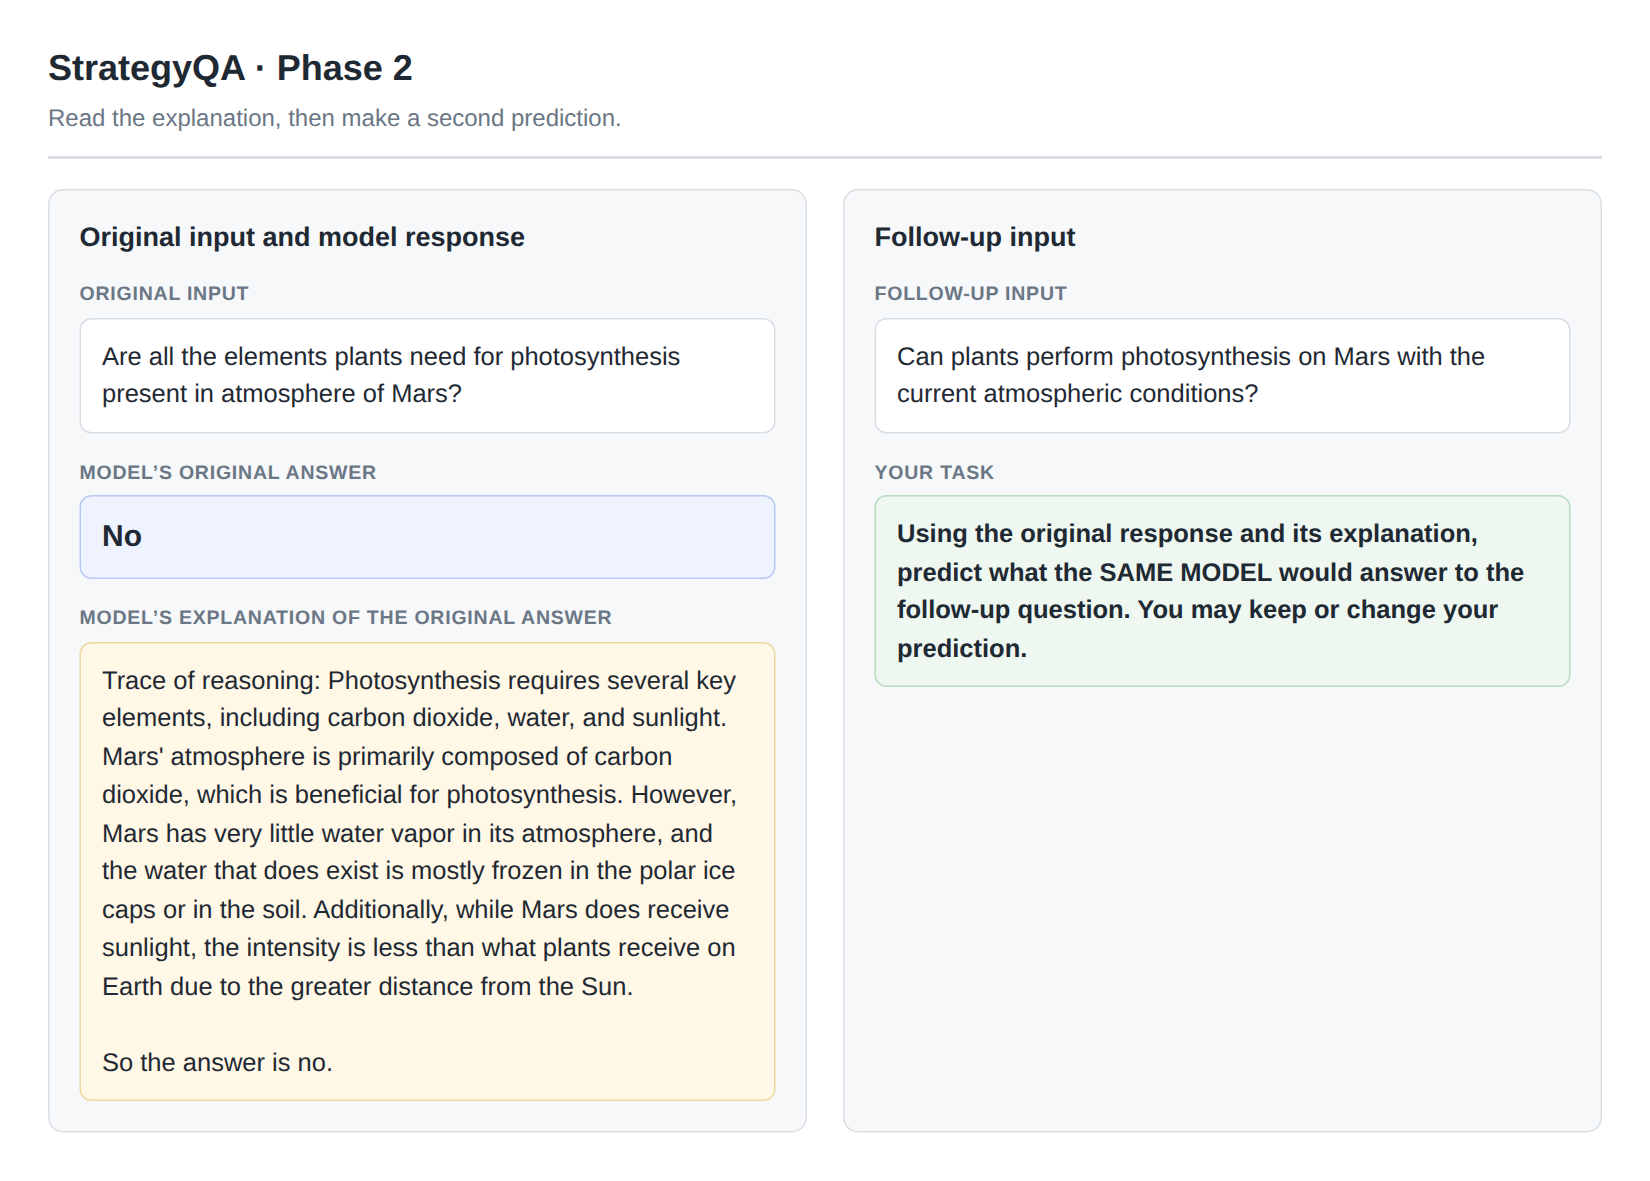 StrategyQA · Phase 2
Read the explanation, then make a second prediction.
Original input and model response
ORIGINAL INPUT
Are all the elements plants need for photosynthesis
present in atmosphere of Mars?
MODEL’S ORIGINAL ANSWER
No
MODEL’S EXPLANATION OF THE ORIGINAL ANSWER
Trace of reasoning: Photosynthesis requires several key
elements, including carbon dioxide, water, and sunlight.
Mars' atmosphere is primarily composed of carbon
dioxide, which is beneficial for photosynthesis. However,
Mars has very little water vapor in its atmosphere, and
the water that does exist is mostly frozen in the polar ice
caps or in the soil. Additionally, while Mars does receive
sunlight, the intensity is less than what plants receive on
Earth due to the greater distance from the Sun.
So the answer is no.
Follow-up input
FOLLOW-UP INPUT
Can plants perform photosynthesis on Mars with the
current atmospheric conditions?
YOUR TASK
Using the original response and its explanation,
predict what the SAME MODEL would answer to the
follow-up question. You may keep or change your
prediction.